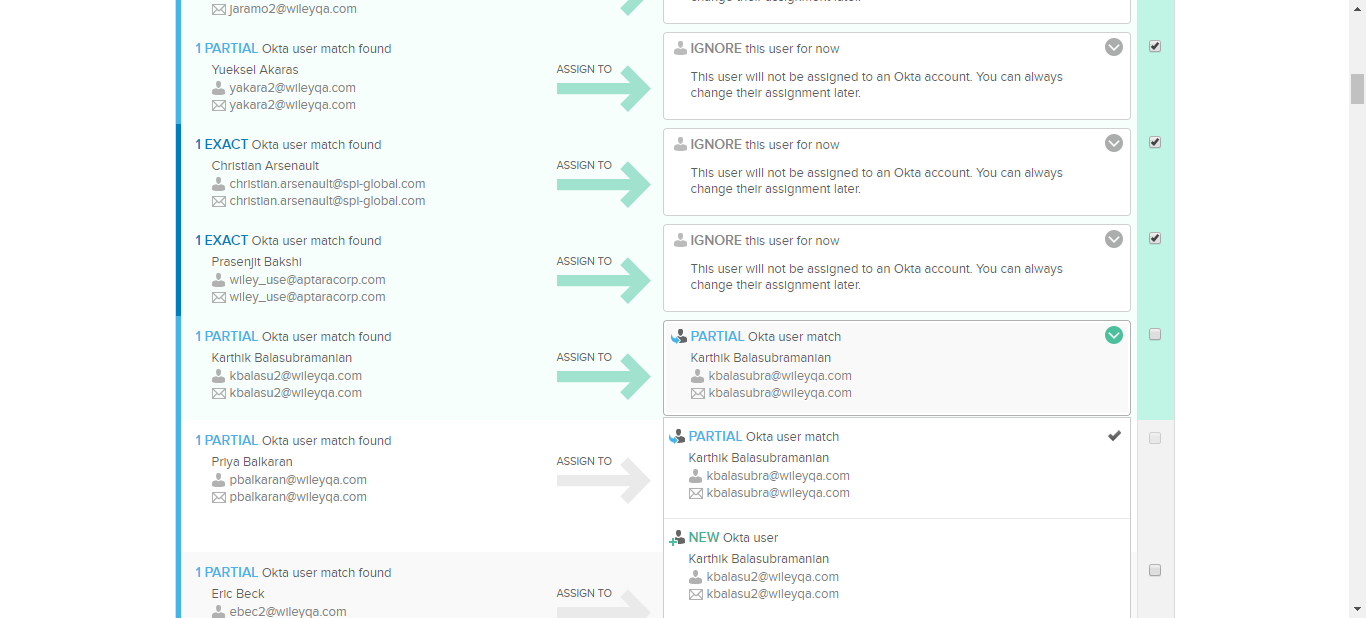 jaramo2@wileyqa.com
1 PARTIAL Okta user match found
Yueksel Akaras
yakara2@wileyqa.com
yakara2@wileyqa.com
ASSIGN TO
IGNORE this user for now
This user will not be assigned to an Okta account. You can always
change their assignment later.
1 EXACT Okta user match found
Christian Arsenault
christian.arsenault@spi-global.com
christian.arsenault@spi-global.com
ASSIGN TO
IGNORE this user for now
This user will not be assigned to an Okta account. You can always
change their assignment later.
1 EXACT Okta user match found
Prasenjit Bakshi
wiley_use@aptaracorp.com
wiley_use@aptaracorp.com
ASSIGN TO
IGNORE this user for now
This user will not be assigned to an Okta account. You can always
change their assignment later.
1 PARTIAL Okta user match found
Karthik Balasubramanian
kbalasu2@wileyqa.com
kbalasu2@wileyqa.com
ASSIGN TO
PARTIAL Okta user match
Karthik Balasubramanian
kbalasubra@wileyqa.com
kbalasubra@wileyqa.com
1 PARTIAL Okta user match found
Priya Balkaran
pbalkaran@wileyqa.com
pbalkaran@wileyqa.com
ASSIGN TO
PARTIAL Okta user match
Karthik Balasubramanian
kbalasubra@wileyqa.com
kbalasubra@wileyqa.com
NEW Okta user
Karthik Balasubramanian
kbalasu2@wileyqa.com
kbalasu2@wileyqa.com
1 PARTIAL Okta user match found
Eric Beck
ebec2@wileyqa.com
ASSIGN TO